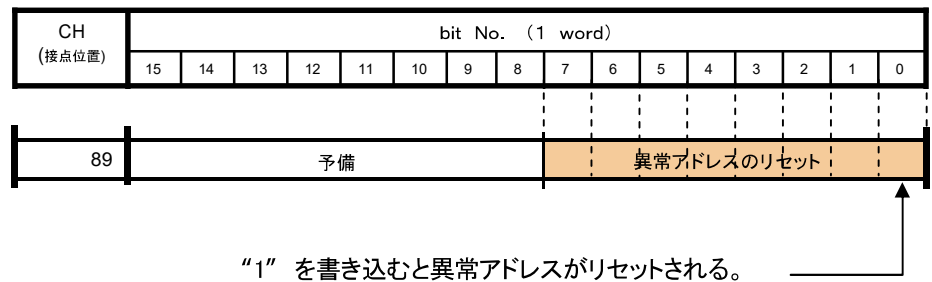 CH
(接点位置)
bit No. (1 word)
15 14 13 12 11 10 9 8 7 6 5 4 3 2 1 0
89 予備 異常アドレスのリセット
“1” を書き込むと異常アドレスがリセットされる。